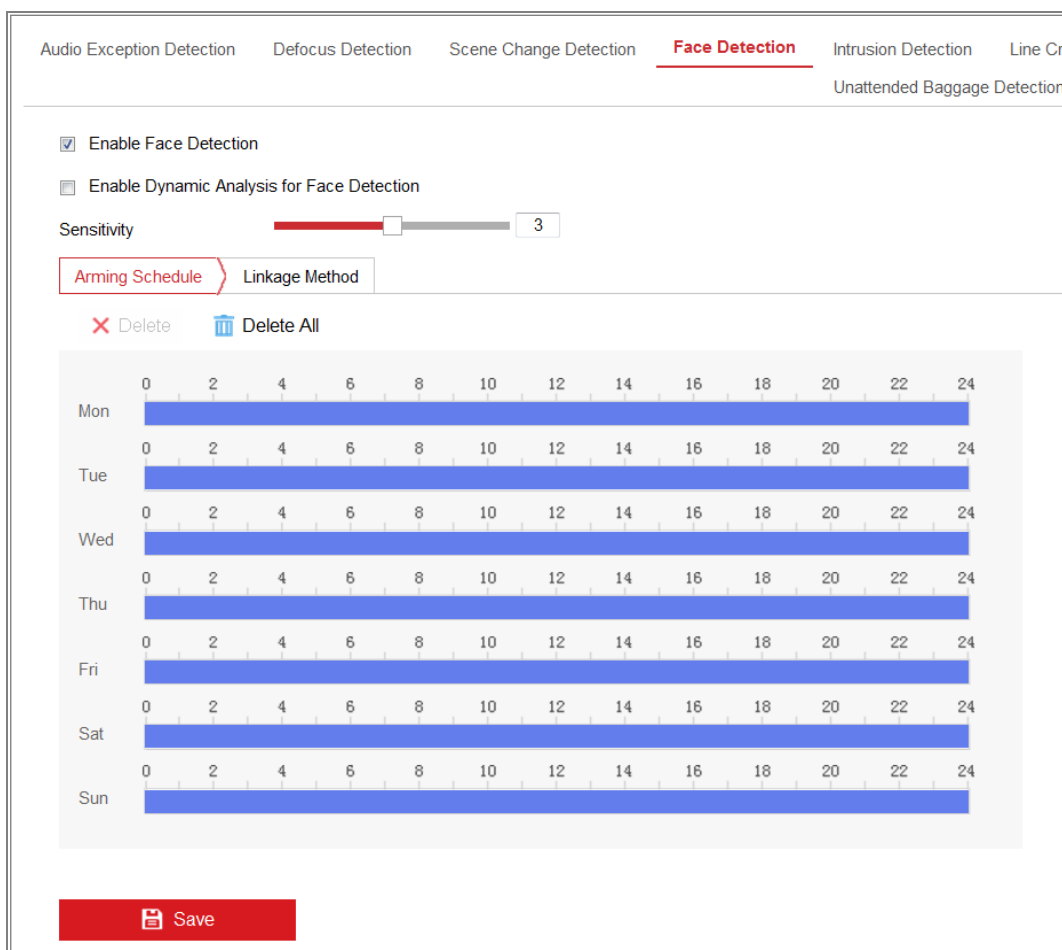 Audio Exception Detection Defocus Detection Scene Change Detection Face Detection Intrusion Detection Line Cr
Unattended Baggage Detection
Enable Face Detection
Enable Dynamic Analysis for Face Detection
Sensitivity 3
Arming Schedule Linkage Method
Delete Delete All
0 2 4 6 8 10 12 14 16 18 20 22 24
Mon
0 2 4 6 8 10 12 14 16 18 20 22 24
Tue
0 2 4 6 8 10 12 14 16 18 20 22 24
Wed
0 2 4 6 8 10 12 14 16 18 20 22 24
Thu
0 2 4 6 8 10 12 14 16 18 20 22 24
Fri
0 2 4 6 8 10 12 14 16 18 20 22 24
Sat
0 2 4 6 8 10 12 14 16 18 20 22 24
Sun
Save